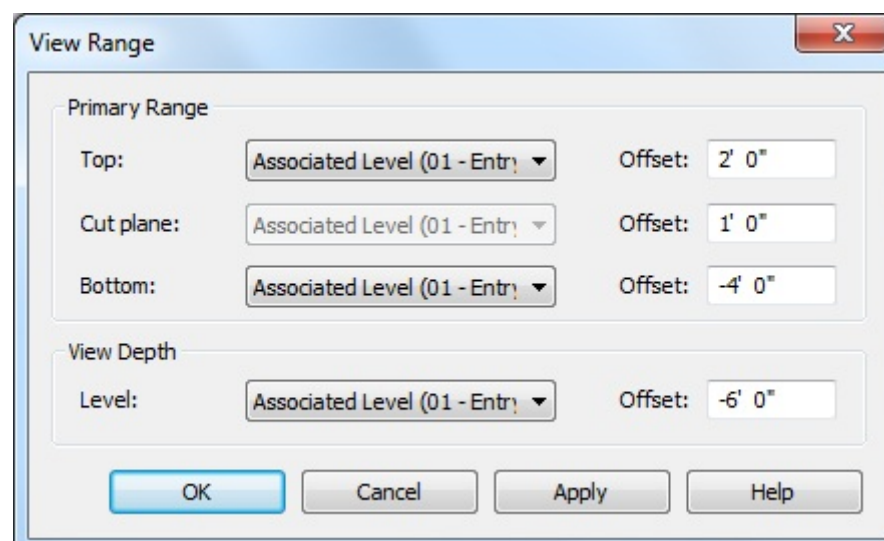 View Range
Primary Range
Top: Associated Level (01 - Entry Offset: 2' 0"
Cut plane: Associated Level (01 - Entry Offset: 1' 0"
Bottom: Associated Level (01 - Entry Offset: -4' 0"
View Depth
Level: Associated Level (01 - Entry Offset: -6' 0"
OK Cancel Apply Help